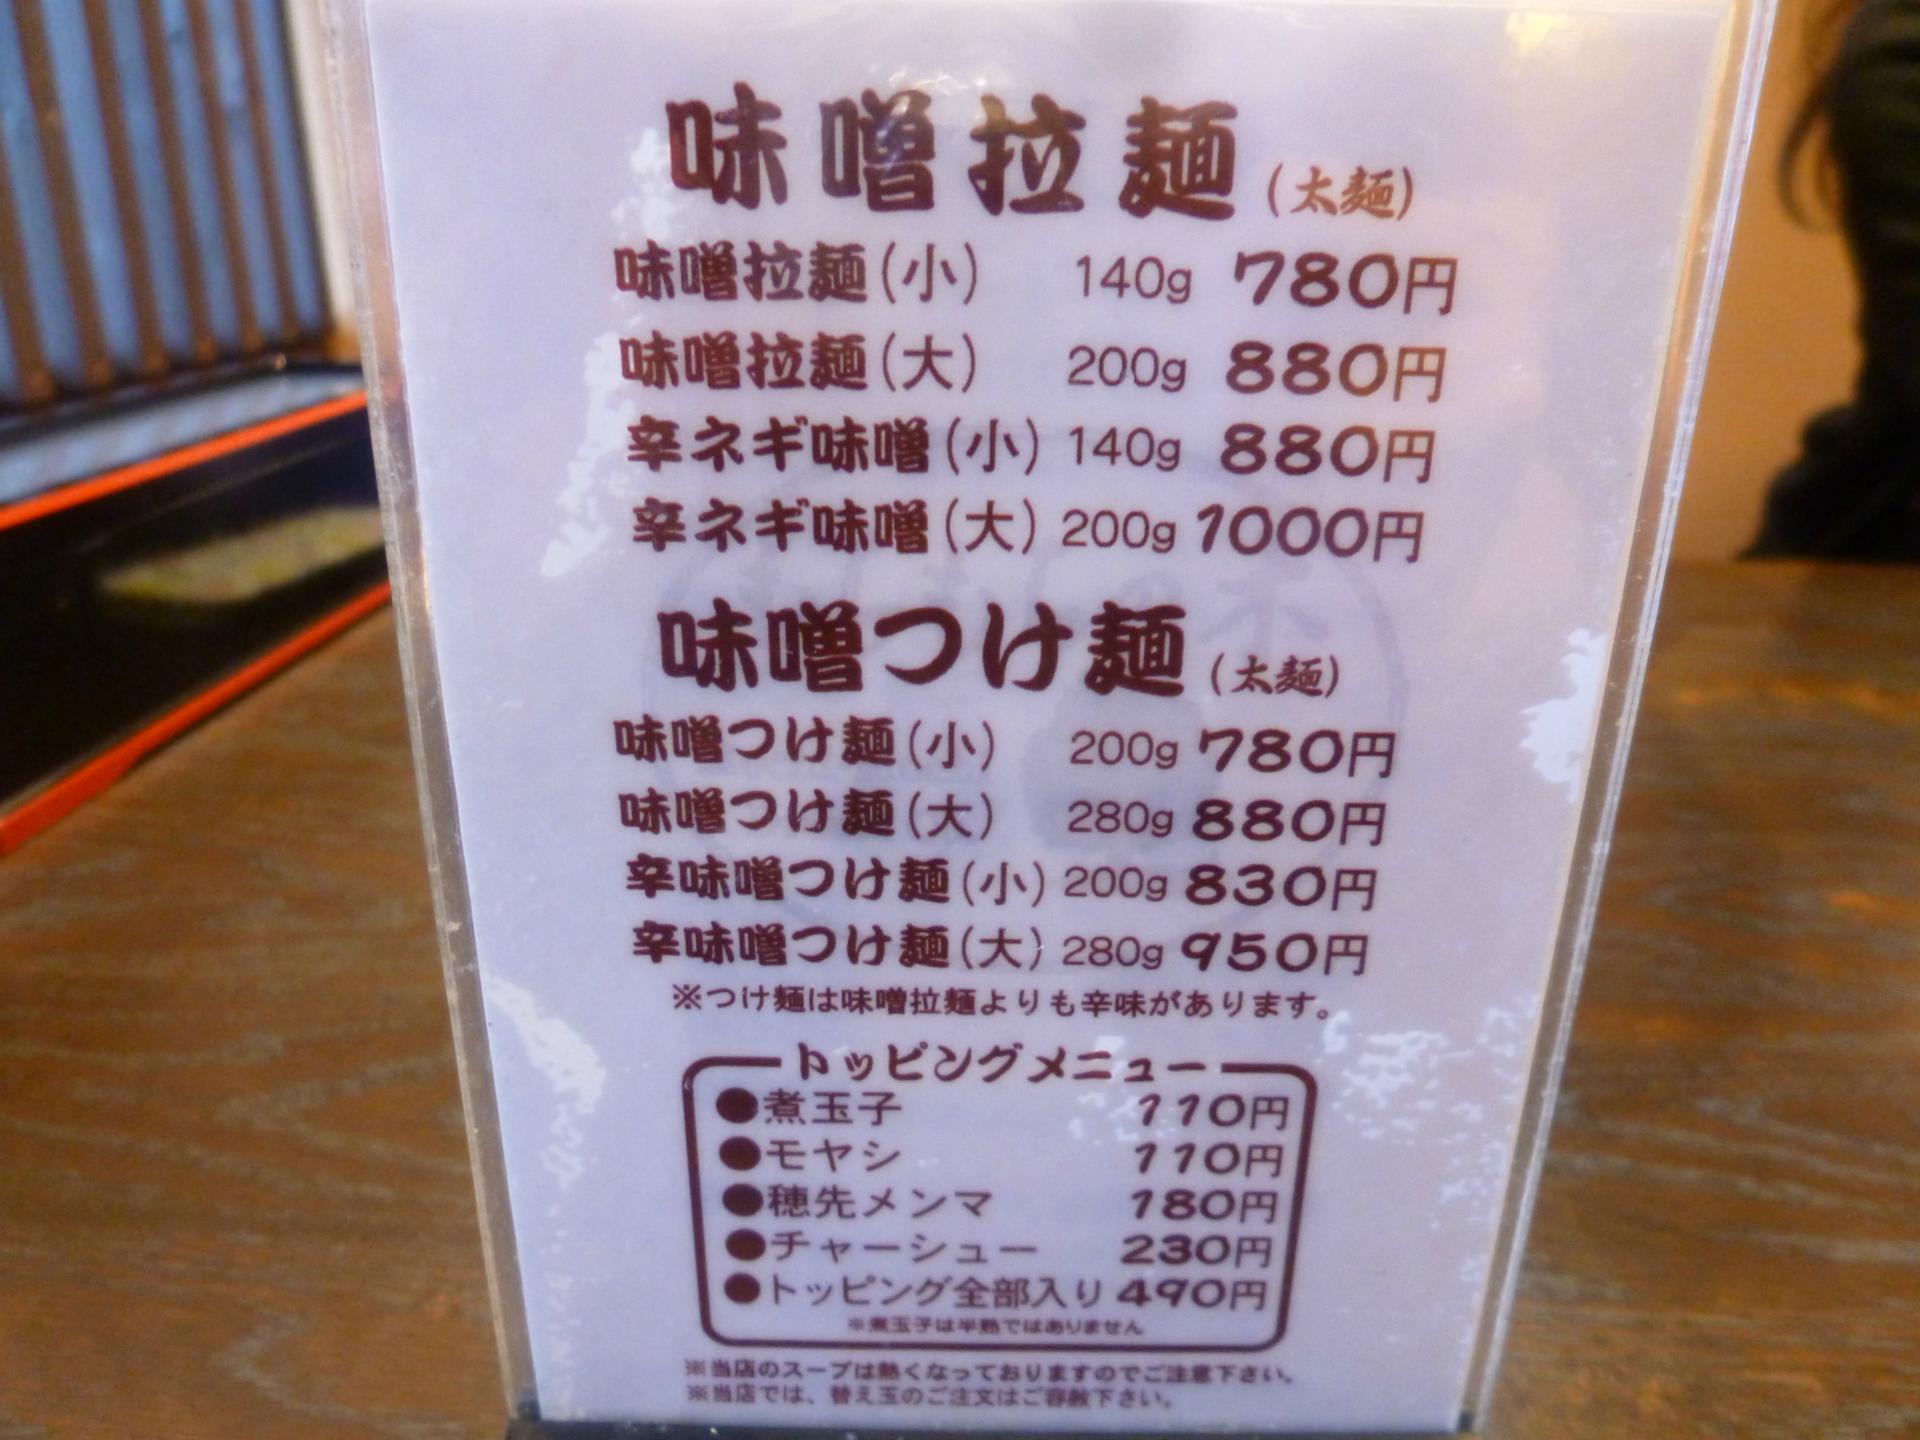 味噌拉麺(太麺)
味噌拉麺(小) 140g 780円
味噌拉麺(大) 200g 880円
辛ネギ味噌(小) 140g 880円
辛ネギ味噌(大) 200g 1000円
味噌つけ麺(太麺)
味噌つけ麺(小) 200g 780円
味噌つけ麺(大) 280g 880円
辛味噌つけ麺(小) 200g 830円
辛味噌つけ麺(大) 280g 950円
※つけ麺は味噌拉麺よりも辛味があります。
トッピングメニュー
●煮玉子 110円
●モヤシ 110円
●穂先メンマ 180円
●チャーシュー 230円
●トッピング全部入り 490円
※煮玉子は半熟ではありません
※当店のスープは熱くなっておりますのでご注意下さい。
※当店では、替え玉のご注文はご容赦下さい。